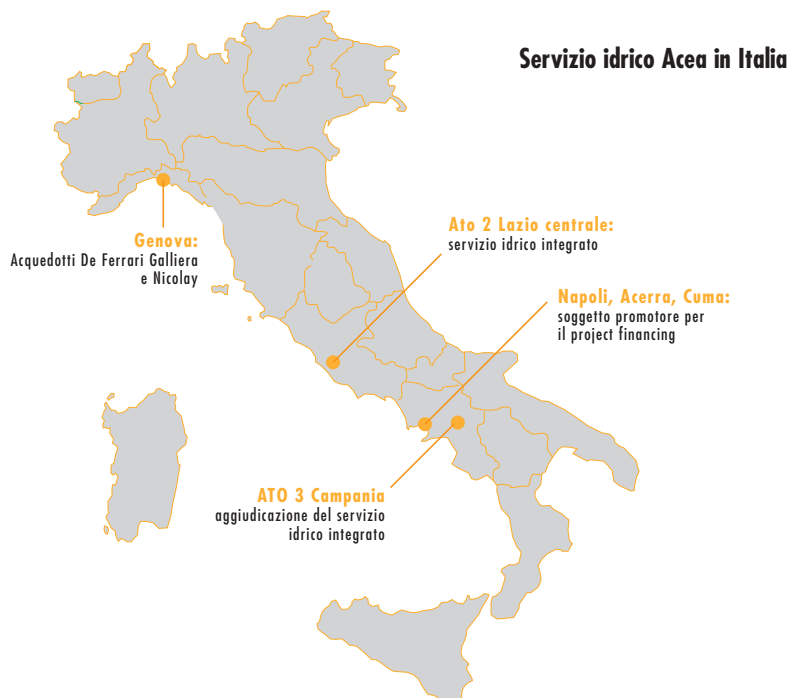 Servizio idrico Acea in Italia
Genova:
Acquedotti De Ferrari Galliera
e Nicolay
Ato 2 Lazio centrale:
servizio idrico integrato
Napoli, Acerra, Cuma:
soggetto promotore per
il project financing
ATO 3 Campania
aggiudicazione del servizio
idrico integrato